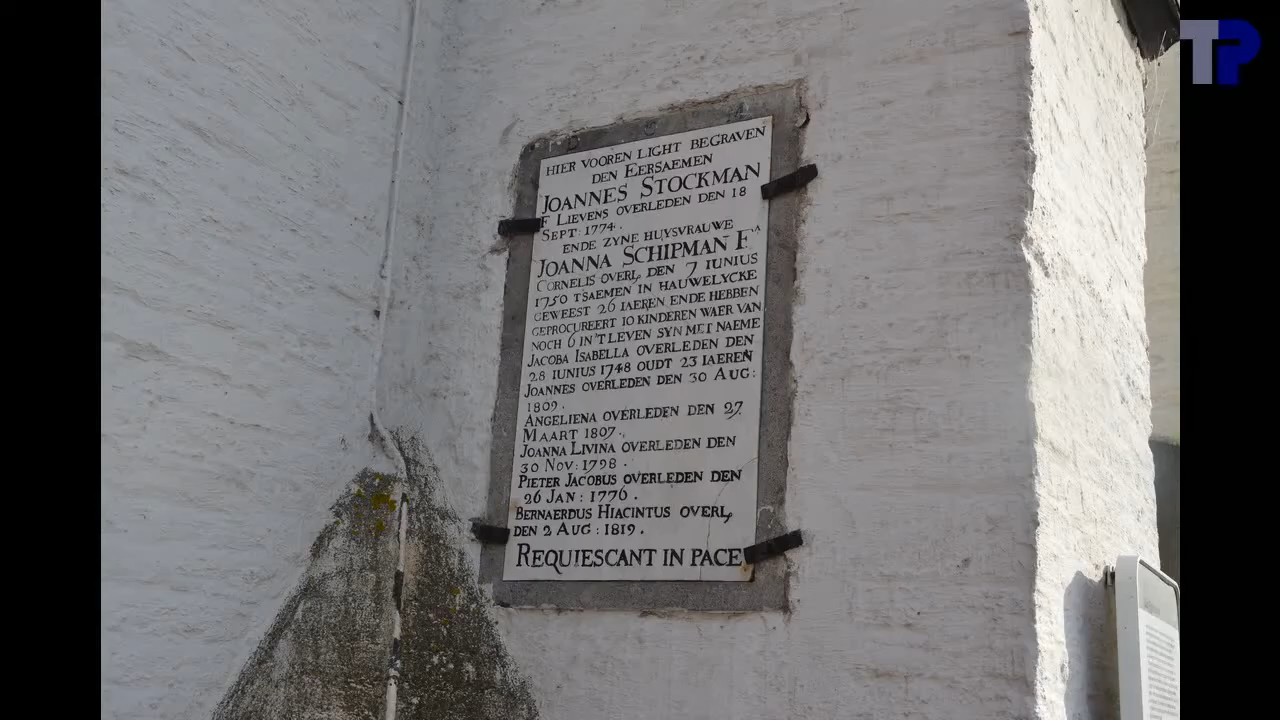 TP
HIER VOOREN LIGHT BEGRAVEN
DEN EERSAEMEN
JOANNES STOCKMAN
F LIEVENS OVERLEDEN DEN 18
SEPT: 1774.
ENDE ZYNE HUYSVRAUWE
JOANNA SCHIPMAN FA
CORNELIS OVERL, DEN 7 IUNIUS
1750 TSAEMEN IN HAUWELYCKE
GEWEEST 26 IAEREN ENDE HEBBEN
GEPROCUREERT 10 KINDEREN WAER VAN
NOCH 6 IN'T LEVEN SYN MET NAEME
JACOBA ISABELLA OVERLEDEN DEN
28 IUNIUS 1748 OUDT 23 IAEREN
JOANNES OVERLEDEN DEN 30 AUG:
1809.
ANGELIENA OVERLEDEN DEN 27.
MAART 1807.
JOANNA LIVINA OVERLEDEN DEN
30 NOV: 1798.
PIETER JACOBUS OVERLEDEN DEN
26 JAN: 1776.
BERNAERDUS HIACINTUS OVERL,
DEN 2 AUG: 1819.
REQUIESCANT IN PACE